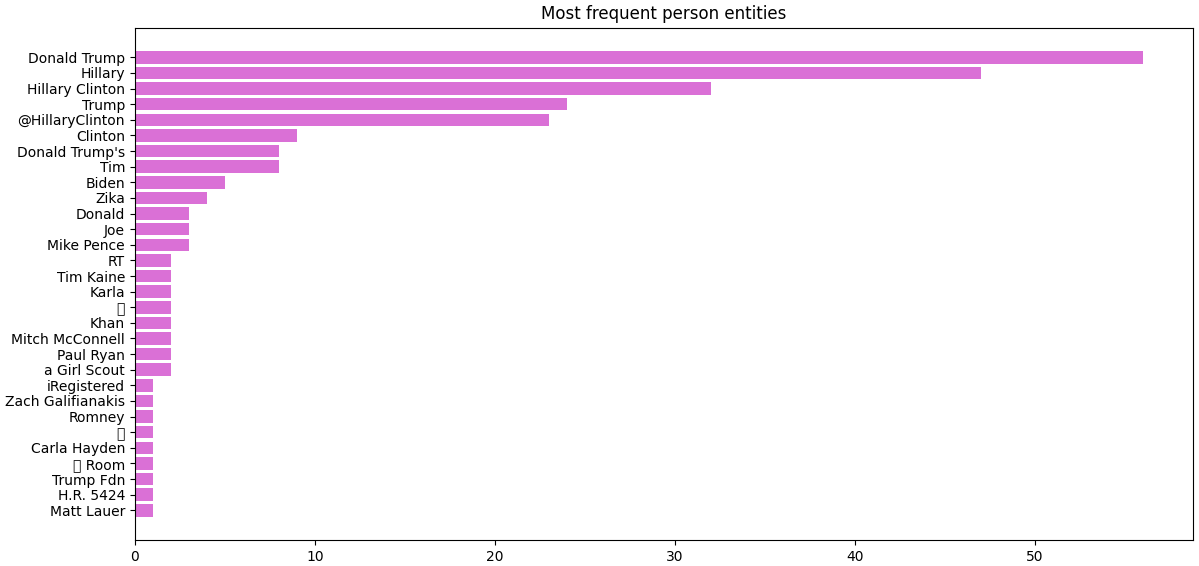 Most frequent person entities
Donald Trump
Hillary
Hillary Clinton
Trump
@HillaryClinton
Clinton
Donald Trump's
Tim
Biden
Zika
Donald
Joe
Mike Pence
RT
Tim Kaine
Karla
Khan
Mitch McConnell
Paul Ryan
a Girl Scout
iRegistered
Zach Galifianakis
Romney
Carla Hayden
Room
Trump Fdn
H.R. 5424
Matt Lauer
0 10 20 30 40 50